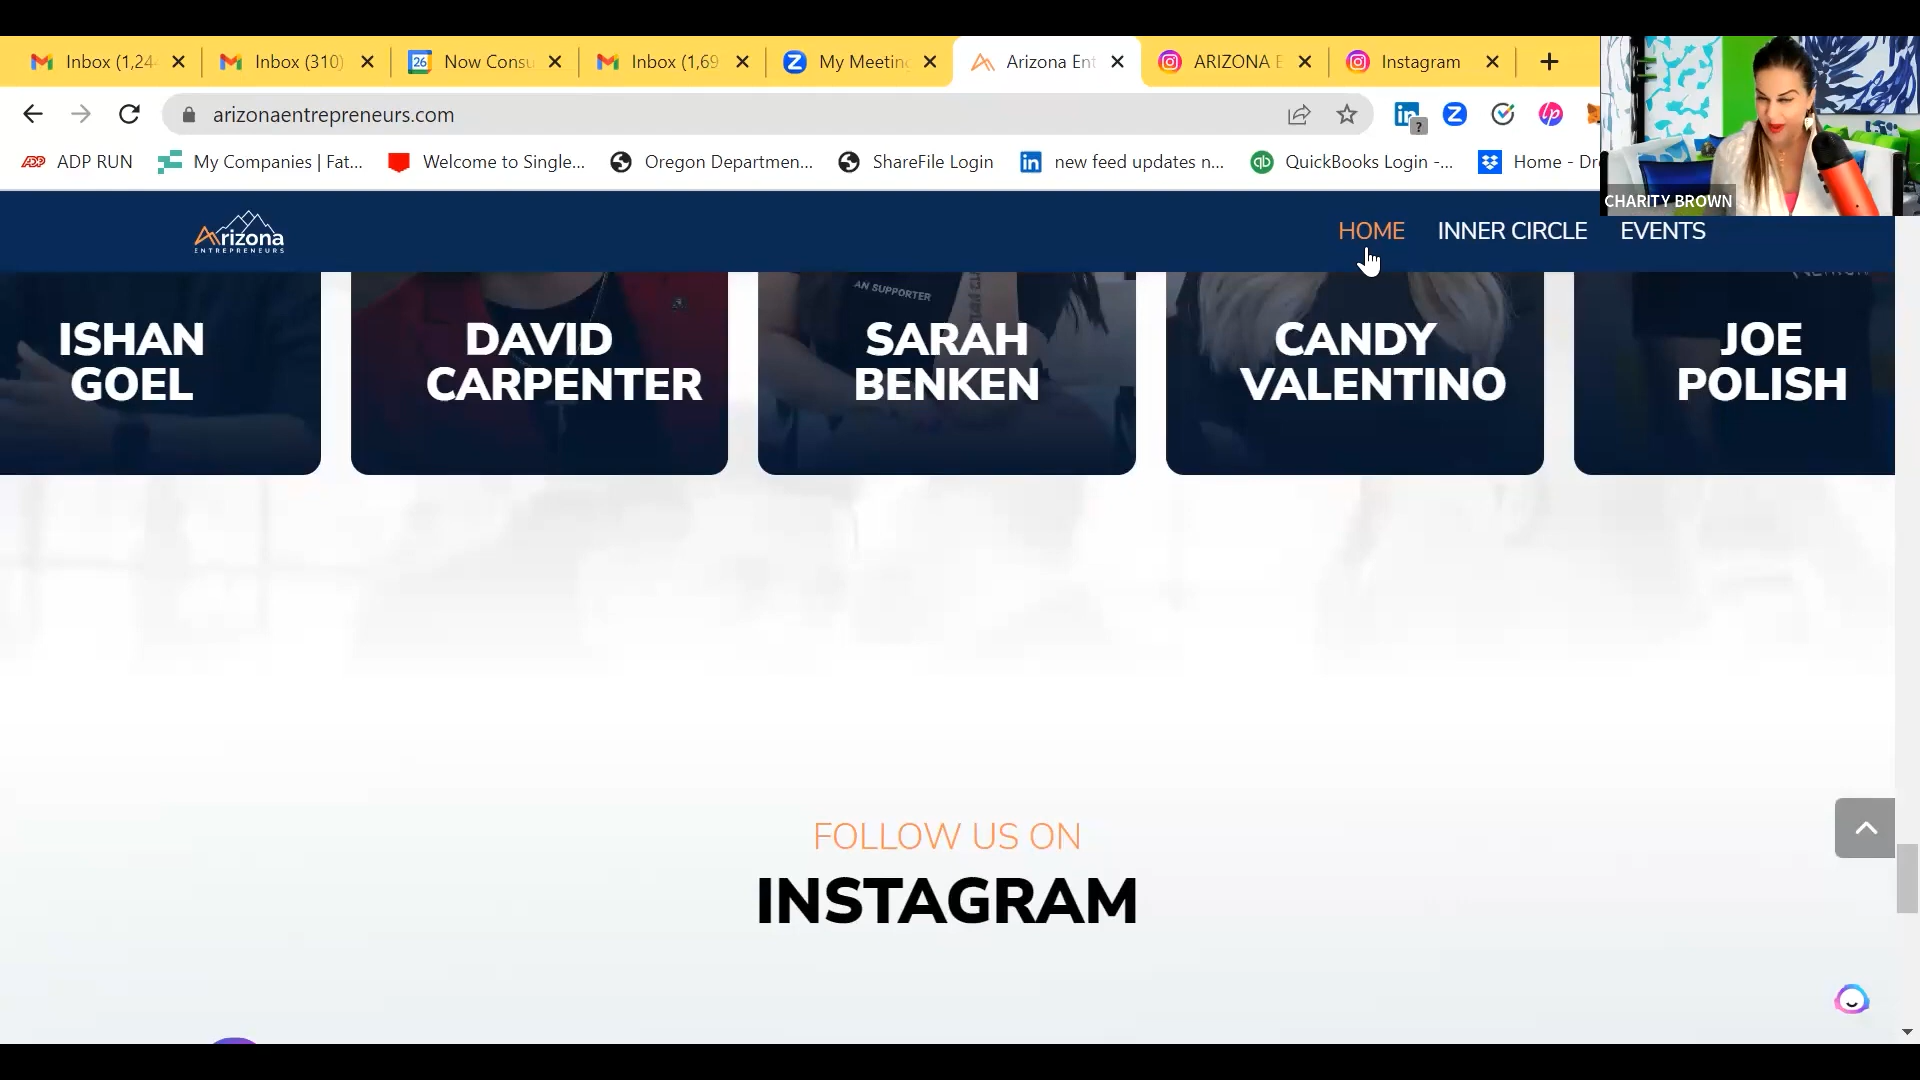 Inbox (1,24
Inbox (310)
26
Now Consu
Inbox (1,69
My Meeting
Arizona Ent
ARIZONA E
Instagram
arizonaentrepreneurs.com
ADP RUN
My Companies | Fat...
Welcome to Single...
Oregon Departmen...
ShareFile Login
new feed updates n...
QuickBooks Login -...
Home - Dr
CHARITY BROWN
Arizona
ENTREPRENEURS
HOME
INNER CIRCLE
EVENTS
AN SUPPORTER
ISHAN
GOEL
DAVID
CARPENTER
SARAH
BENKEN
CANDY
VALENTINO
JOE
POLISH
FOLLOW US ON
INSTAGRAM